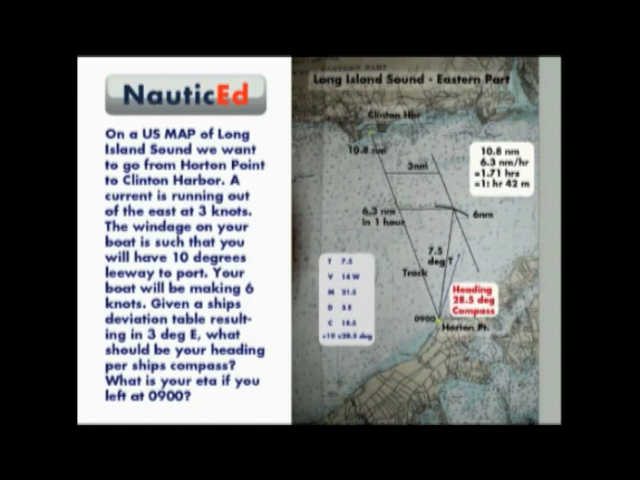 NauticEd
On a US MAP of Long
Island Sound we want
to go from Horton Point
to Clinton Harbor. A
current is running out
of the east at 3 knots.
The windage on your
boat is such that you
will have 10 degrees
leeway to port. Your
boat will be making 6
knots. Given a ships
deviation table result-
ing in 3 deg E, what
should be your heading
per ships compass?
What is your eta if you
left at 0900?
Long Island Sound - Eastern Part
Clinton Hbr
10.8 nm
3nm
10.8 nm
6.3 nm/hr
=1.71 hrs
=1: hr 42 m
6.3 nm
in 1 hour
6nm
7.5
deg T
Track
T 7.5
V 14 W
M 21.5
D 3 E
C 18.5
+10 =28.5 deg
Heading
28.5 deg
Compass
0900
Horton Pt.